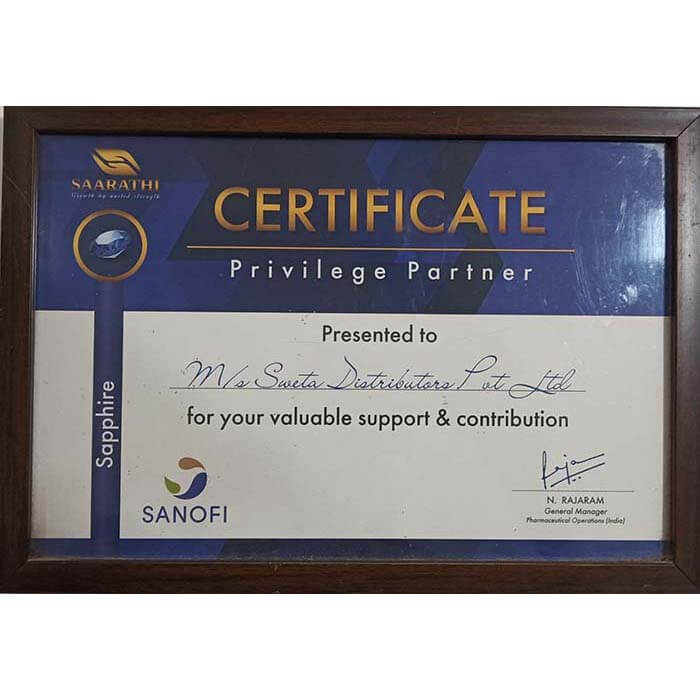 SAARATHI
CERTIFICATE
Privilege Partner
Sapphire
Presented to
M/s Sweta Distributors Pvt Ltd
for your valuable support & contribution
SANOFI
N. RAJARAM
General Manager
Pharmaceutical Operations (India)